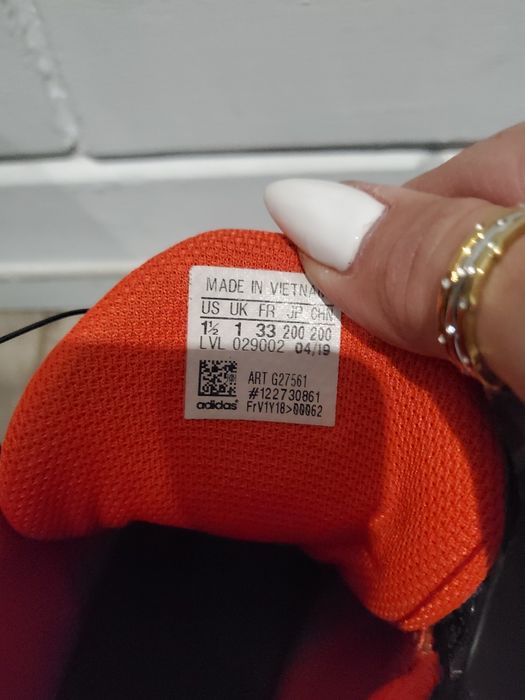 MADE IN VIETNAM
US UK FR JP CHN
1½ 1 33 200 200
LVL 029002 04/19
ART G27561
#122730861
adidas® FrV1Y18>00062